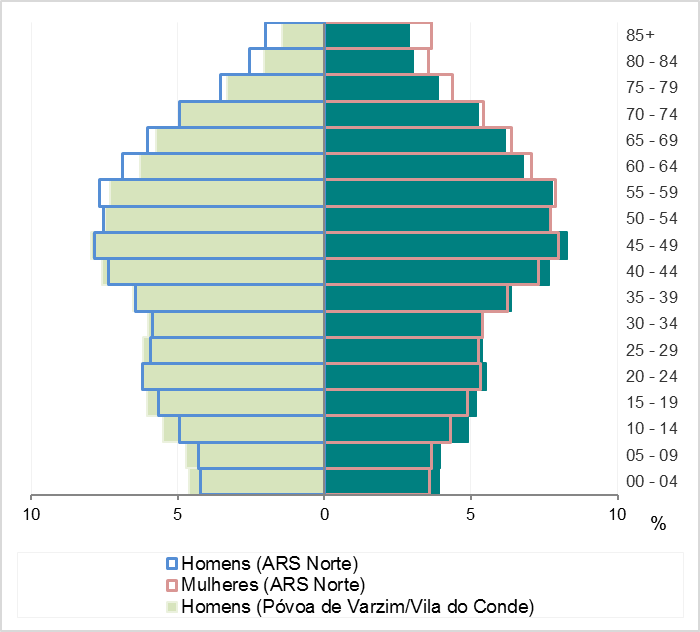 85+
80 - 84
75 - 79
70 - 74
65 - 69
60 - 64
55 - 59
50 - 54
45 - 49
40 - 44
35 - 39
30 - 34
25 - 29
20 - 24
15 - 19
10 - 14
05 - 09
00 - 04
10 5 0 5 10
%
Homens (ARS Norte)
Mulheres (ARS Norte)
Homens (Póvoa de Varzim/Vila do Conde)